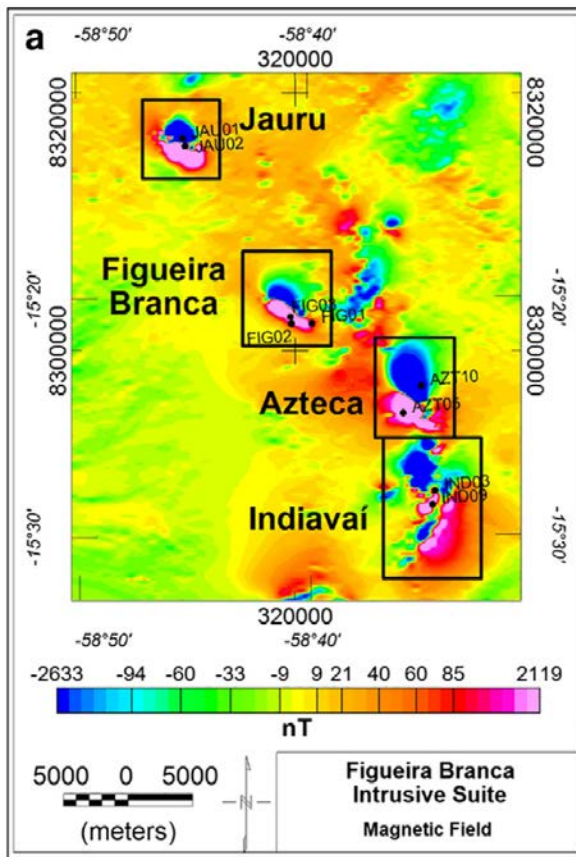 a
-58°50'
-58°40'
320000
8320000
8320000
JAU01
JAU02
Jauru
Figueira
Branca
-15°20'
-15°20'
FIG03
FIG01
FIG02
8300000
8300000
AZT10
Azteca
AZT05
IND03
IND09
Indiavaí
-15°30'
-15°30'
320000
-58°50'
-58°40'
-2633 -94 -60 -33 -9 9 21 40 60 85 2119
nT
5000 0 5000
(meters)
N
Figueira Branca
Intrusive Suite
Magnetic Field